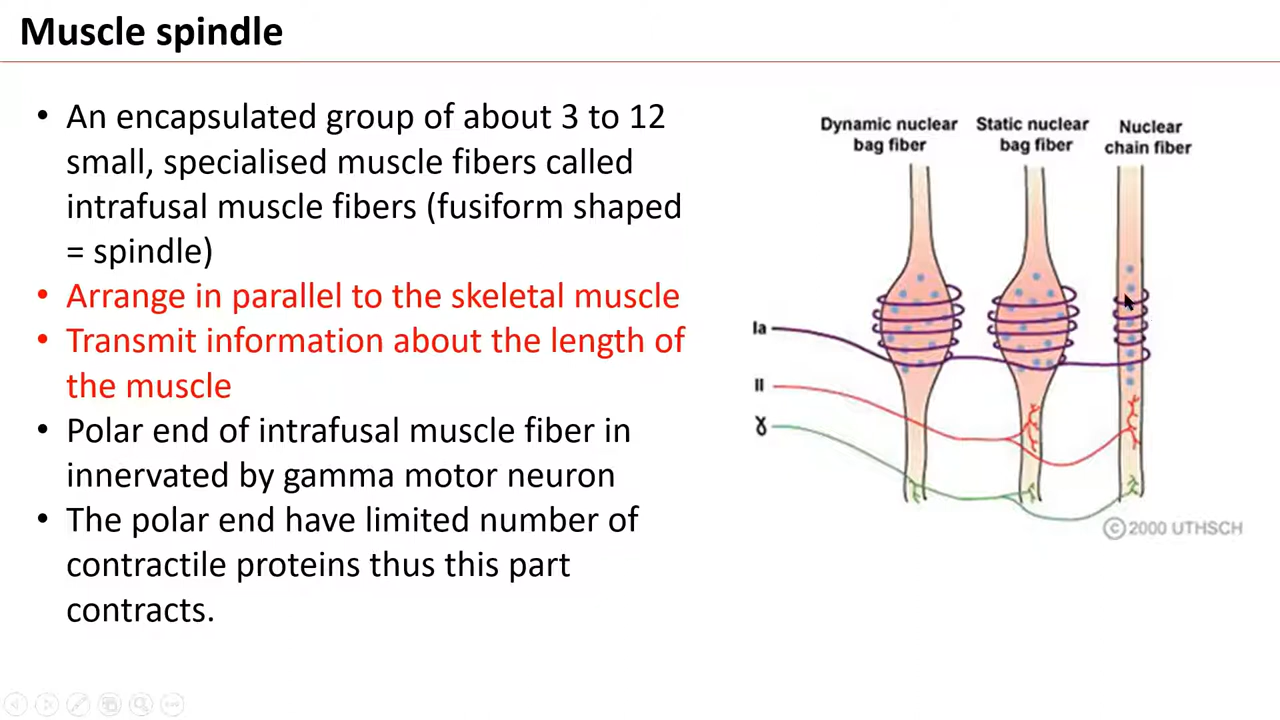 Muscle spindle
• An encapsulated group of about 3 to 12
small, specialised muscle fibers called
intrafusal muscle fibers (fusiform shaped
= spindle)
• Arrange in parallel to the skeletal muscle
• Transmit information about the length of
the muscle
• Polar end of intrafusal muscle fiber in
innervated by gamma motor neuron
• The polar end have limited number of
contractile proteins thus this part
contracts.
Dynamic nuclear
bag fiber
Static nuclear
bag fiber
Nuclear
chain fiber
Ia
II
ɣ
©2000 UTHSCH